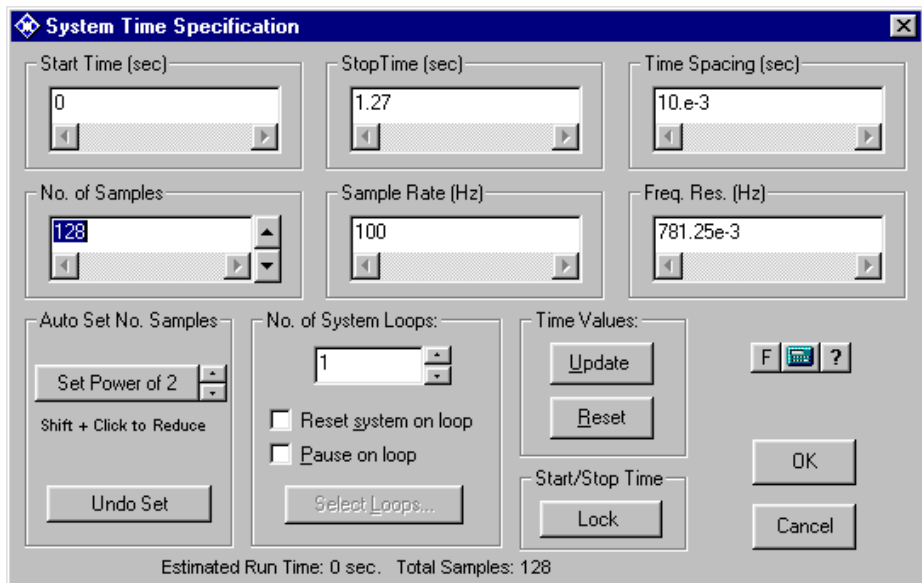 System Time Specification
Start Time (sec)
StopTime (sec)
Time Spacing (sec)
0
1.27
10.e-3
No. of Samples
Sample Rate (Hz)
Freq. Res. (Hz)
128
100
781.25e-3
Auto Set No. Samples
No. of System Loops:
Time Values:
Set Power of 2
1
Update
F
?
Shift + Click to Reduce
Reset system on loop
Reset
Pause on loop
Undo Set
Select Loops...
Start/Stop Time
Lock
OK
Cancel
Estimated Run Time: 0 sec. Total Samples: 128